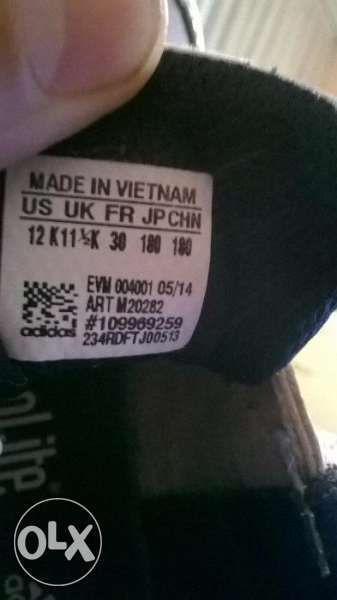 MADE IN VIETNAM
US UK FR JP CHN
12 K 11½K 30 180 180
EVM 004001 05/14
ART M20282
#109969259
234RDFTJ00513
adidas
OLX